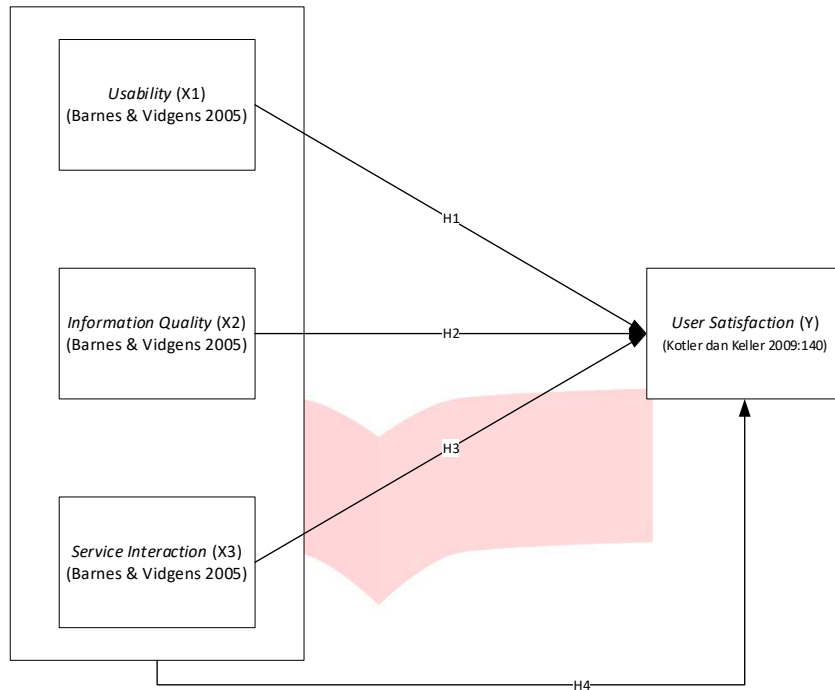 Usability (X1)
(Barnes & Vidgens 2005)
H1
Information Quality (X2)
(Barnes & Vidgens 2005)
H2
User Satisfaction (Y)
(Kotler dan Keller 2009:140)
H3
Service Interaction (X3)
(Barnes & Vidgens 2005)
H4